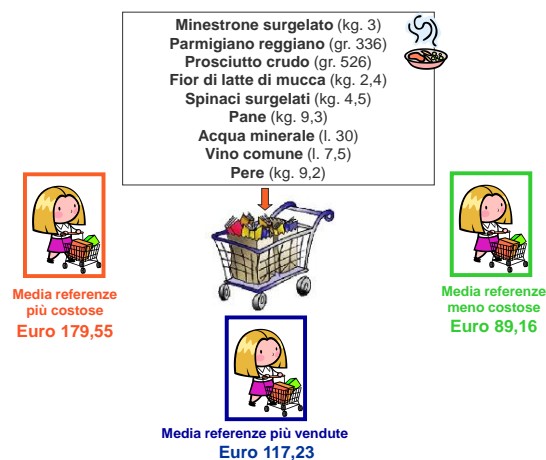 Minestrone surgelato (kg. 3)
Parmigiano reggiano (gr. 336)
Prosciutto crudo (gr. 526)
Fior di latte di mucca (kg. 2,4)
Spinaci surgelati (kg. 4,5)
Pane (kg. 9,3)
Acqua minerale (l. 30)
Vino comune (l. 7,5)
Pere (kg. 9,2)
Media referenze
più costose
Euro 179,55
Media referenze
meno costose
Euro 89,16
Media referenze più vendute
Euro 117,23